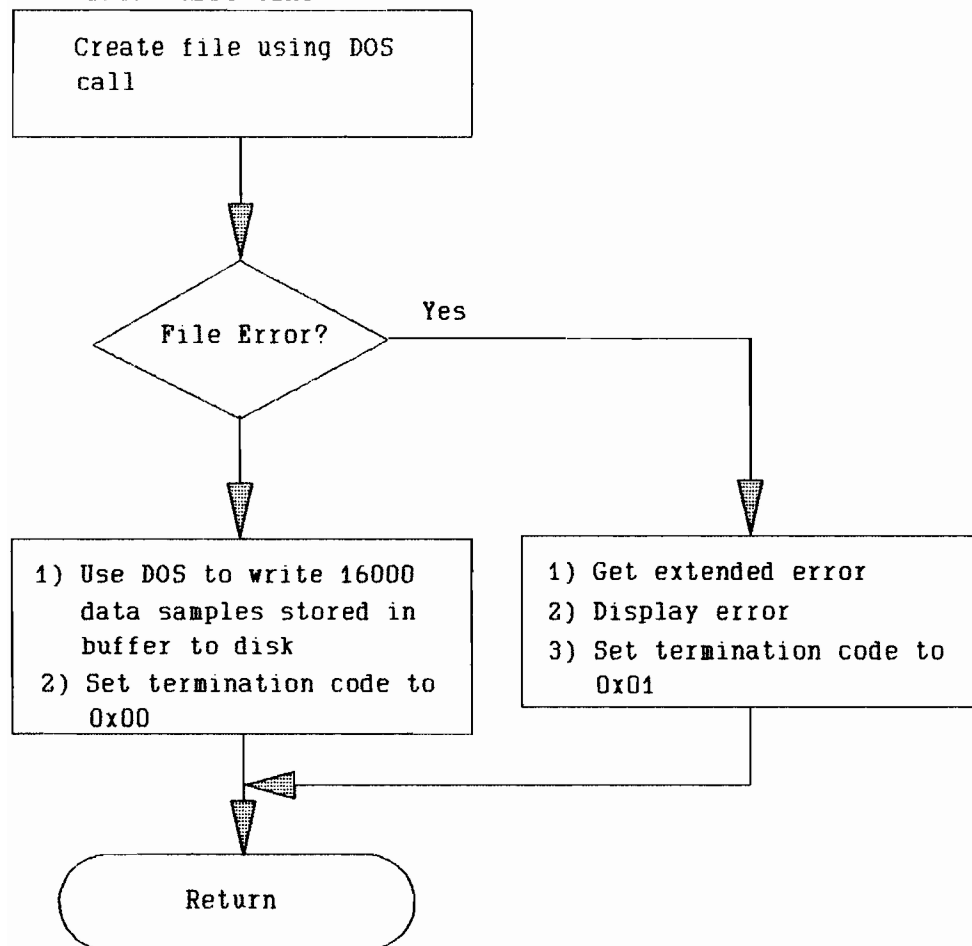 Create file using DOS
call
File Error?
Yes
1) Use DOS to write 16000
data samples stored in
buffer to disk
2) Set termination code to
0x00
1) Get extended error
2) Display error
3) Set termination code to
0x01
Return